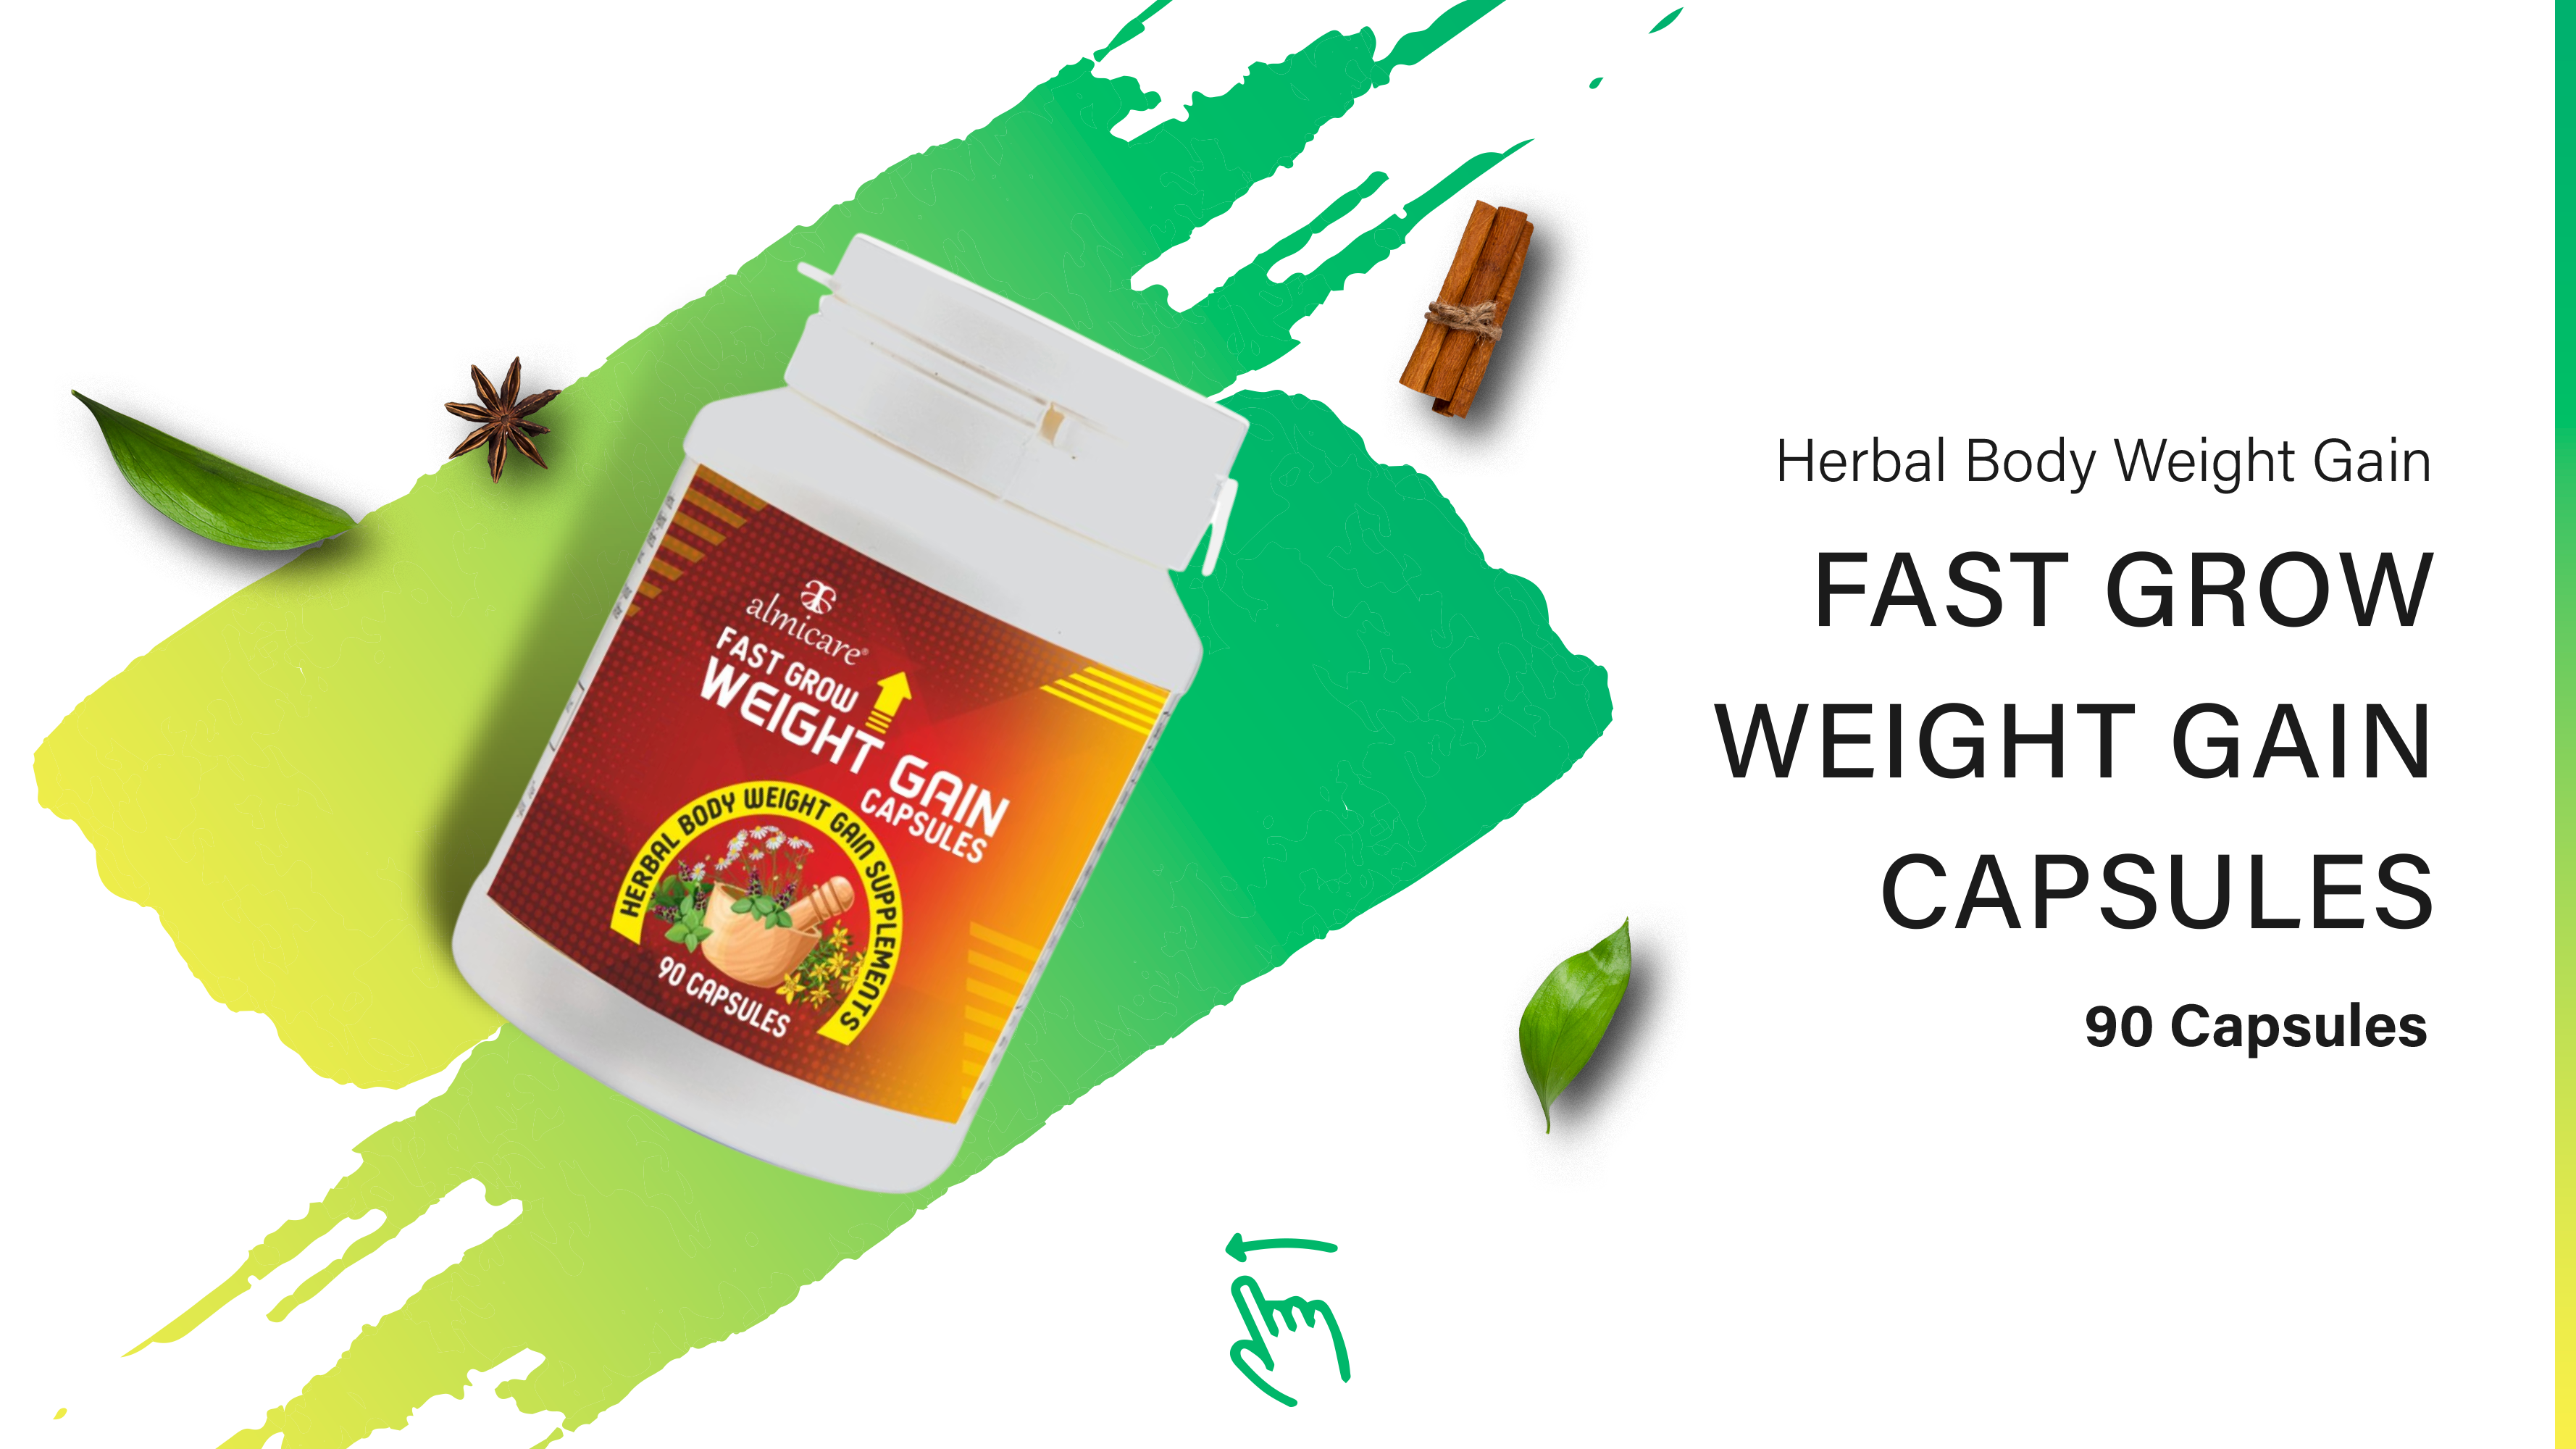 almicare®
FAST GROW
WEIGHT GAIN
CAPSULES
HERBAL BODY WEIGHT GAIN SUPPLEMENTS
90 CAPSULES
Herbal Body Weight Gain
FAST GROW
WEIGHT GAIN
CAPSULES
90 Capsules